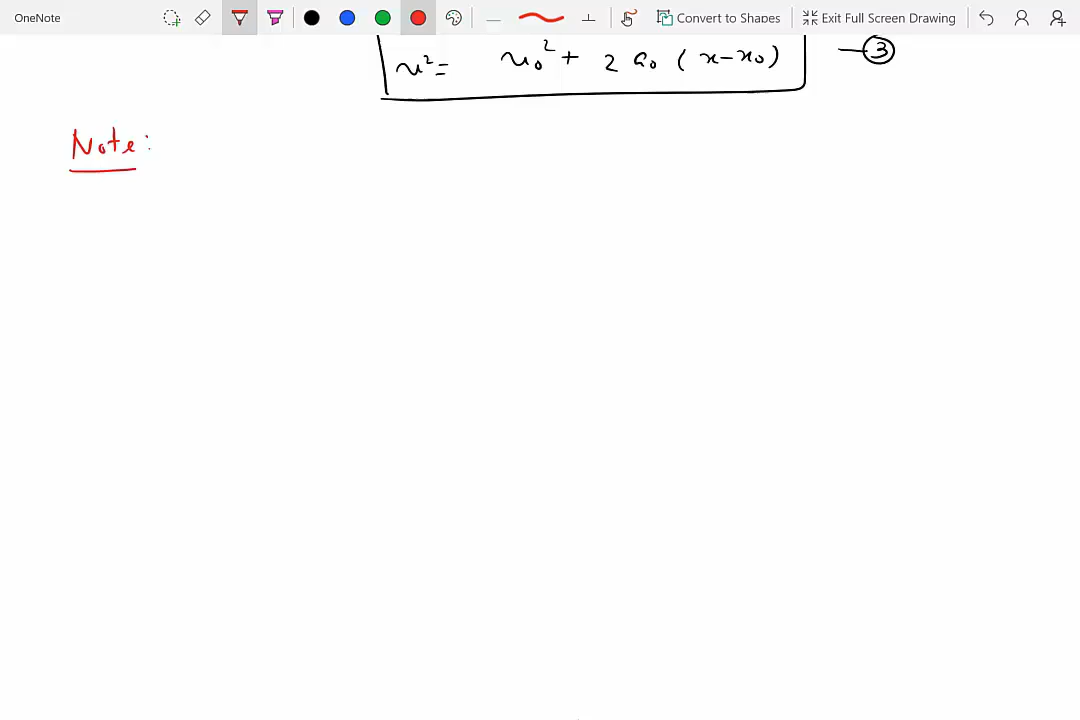 OneNote
Convert to Shapes
Exit Full Screen Drawing
v² = v₀² + 2 a₀ (x-x₀) — ③
Note: